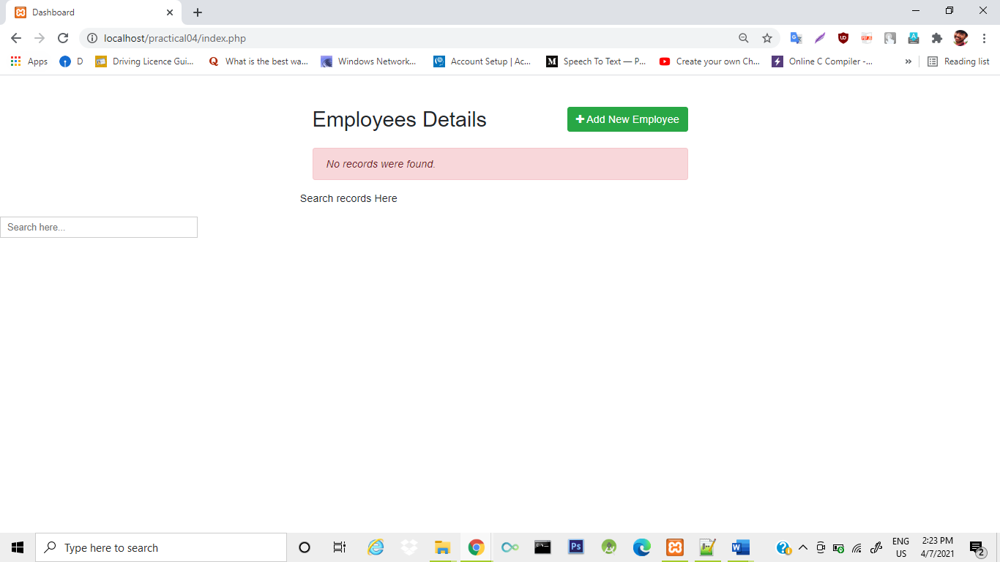 Dashboard
localhost/practical04/index.php
Apps D Driving Licence Gui... What is the best wa... Windows Network... Account Setup | Ac... Speech To Text — P... Create your own Ch... Online C Compiler -... » Reading list
Employees Details
Add New Employee
No records were found.
Search records Here
Search here...
Type here to search
ENG
US
2:23 PM
4/7/2021
2